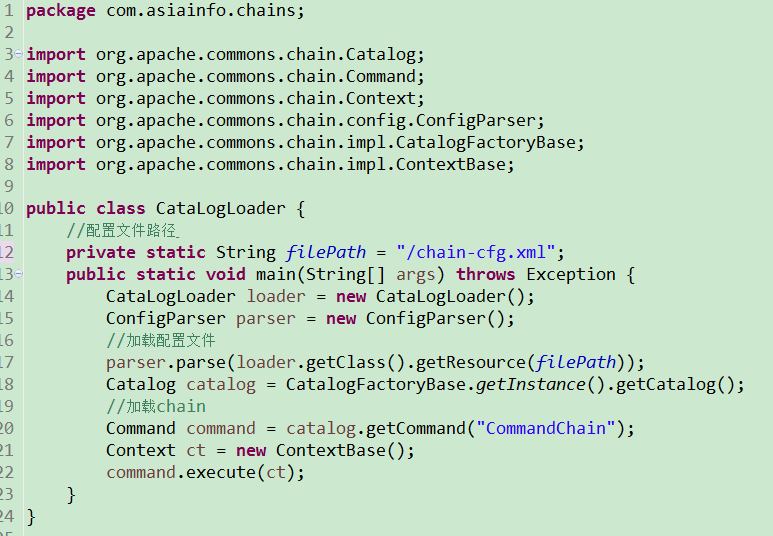 1 package com.asiainfo.chains;
2
3 import org.apache.commons.chain.Catalog;
4 import org.apache.commons.chain.Command;
5 import org.apache.commons.chain.Context;
6 import org.apache.commons.chain.config.ConfigParser;
7 import org.apache.commons.chain.impl.CatalogFactoryBase;
8 import org.apache.commons.chain.impl.ContextBase;
9
10 public class CataLogLoader {
11     //配置文件路径
12     private static String filePath = "/chain-cfg.xml";
13     public static void main(String[] args) throws Exception {
14         CataLogLoader loader = new CataLogLoader();
15         ConfigParser parser = new ConfigParser();
16         //加载配置文件
17         parser.parse(loader.getClass().getResource(filePath));
18         Catalog catalog = CatalogFactoryBase.getInstance().getCatalog();
19         //加载chain
20         Command command = catalog.getCommand("CommandChain");
21         Context ct = new ContextBase();
22         command.execute(ct);
23     }
24 }